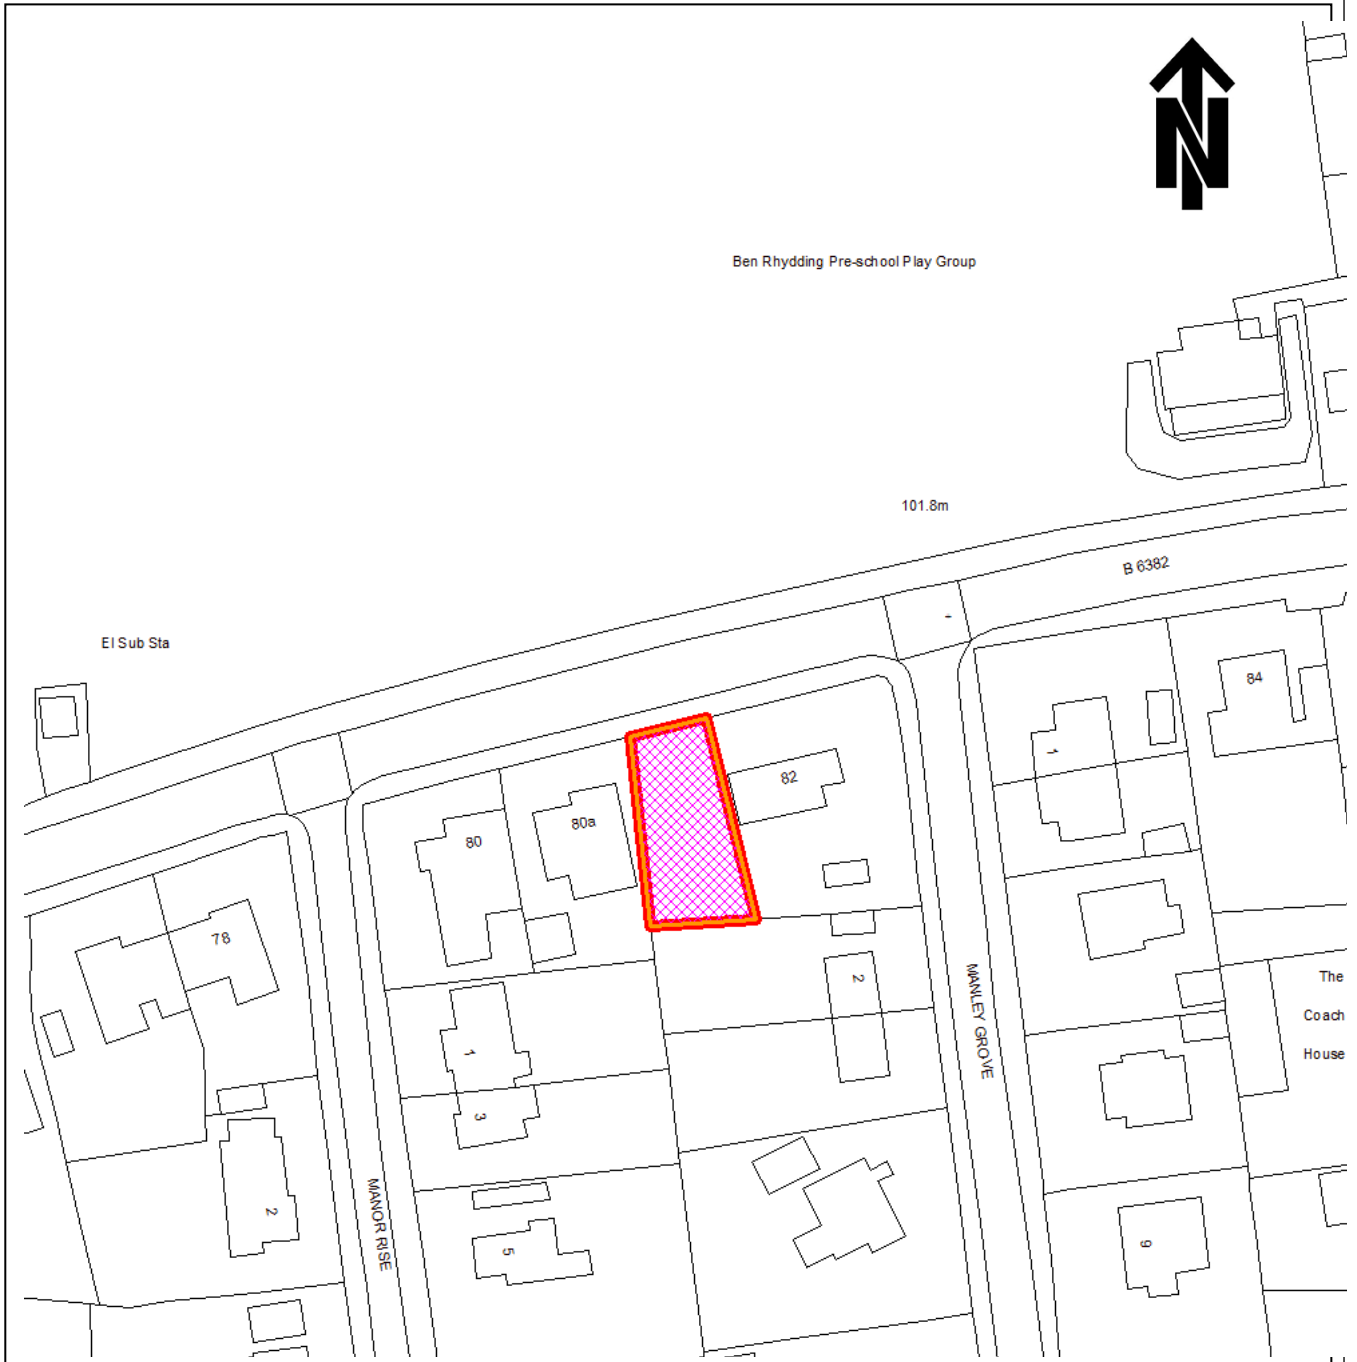 N
Ben Rhydding Pre-school Play Group
101.8m
B 6382
El Sub Sta
84
1
82
80a
80
78
2
The
Coach
House
MANLEY GROVE
1
3
MANOR RISE
2
5
9